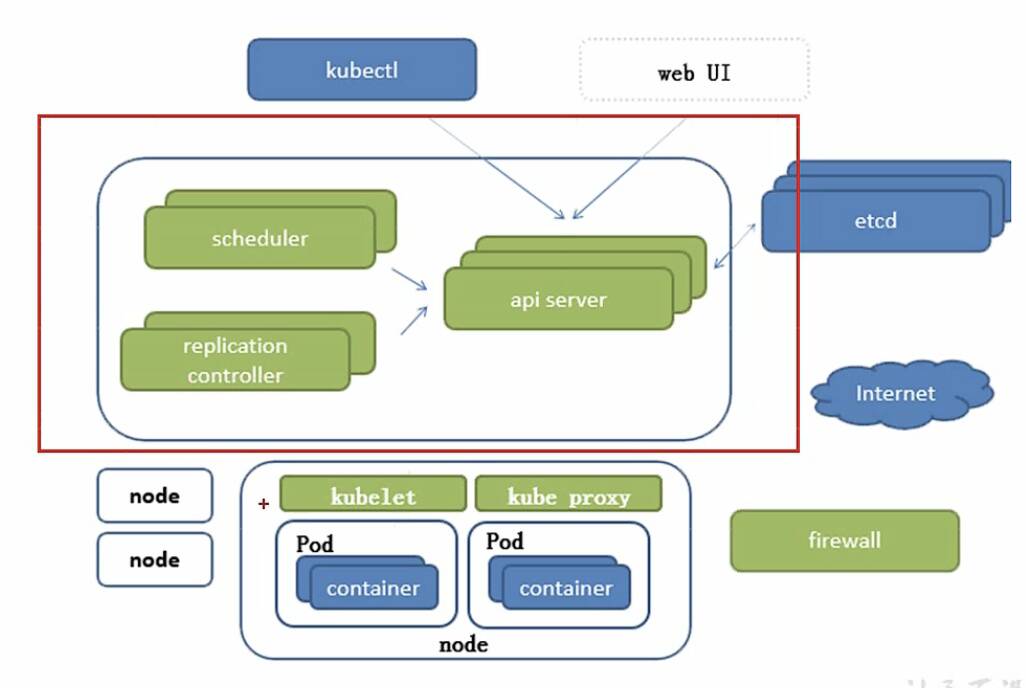 kubectl
web UI
scheduler
api server
etcd
replication
controller
Internet
node
node
kubelet
kube proxy
Pod
container
Pod
container
node
firewall